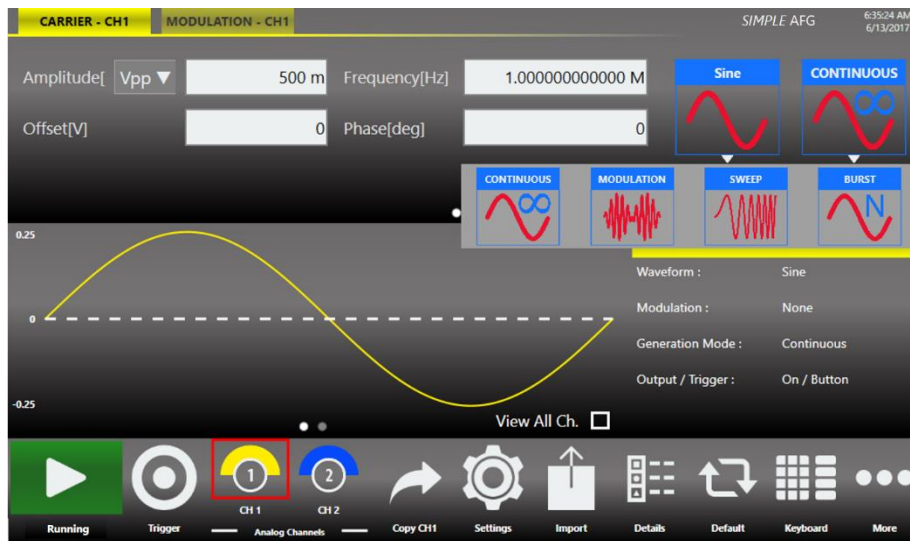 CARRIER - CH1
MODULATION - CH1
SIMPLE AFG
6:35:24 AM
6/13/2017
Amplitude[ Vpp ▼ 500 m
Frequency[Hz] 1.000000000000 M
Sine
CONTINUOUS
Offset[V] 0
Phase[deg] 0
CONTINUOUS
MODULATION
SWEEP
BURST
N
0.25
0
-0.25
Waveform : Sine
Modulation : None
Generation Mode : Continuous
Output / Trigger : On / Button
View All Ch.
1
2
CH 1
CH 2
Running
Trigger
Analog Channels
Copy CH1
Settings
Import
Details
Default
Keyboard
More